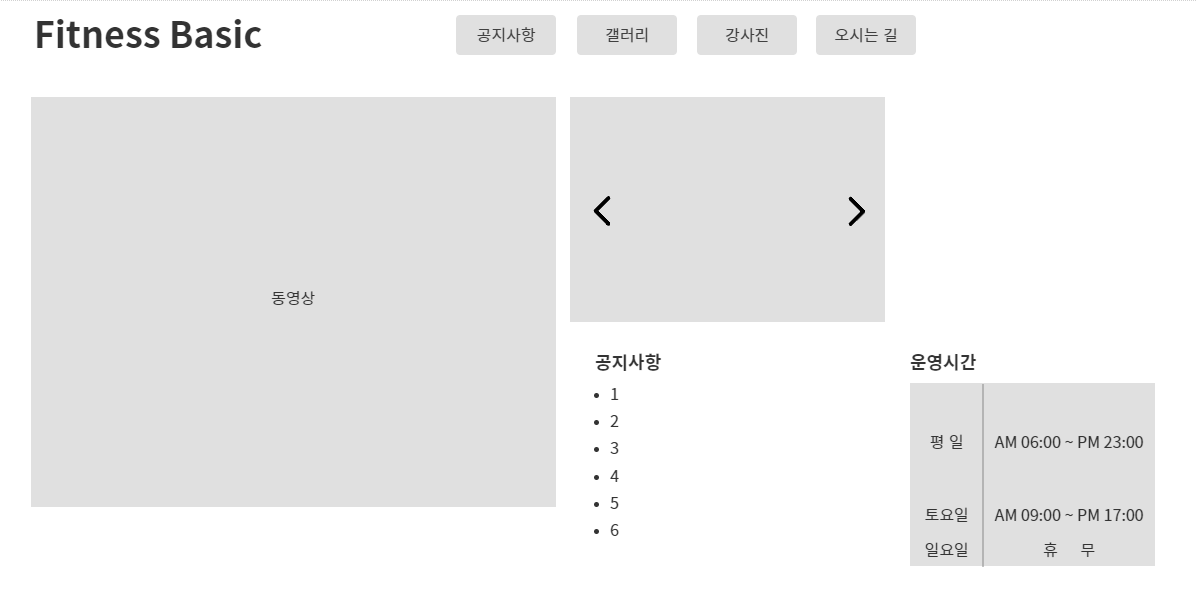 Fitness Basic
공지사항 갤러리 강사진 오시는 길
동영상
공지사항
1
2
3
4
5
6
운영시간
평 일 AM 06:00 ~ PM 23:00
토요일 AM 09:00 ~ PM 17:00
일요일 휴 무